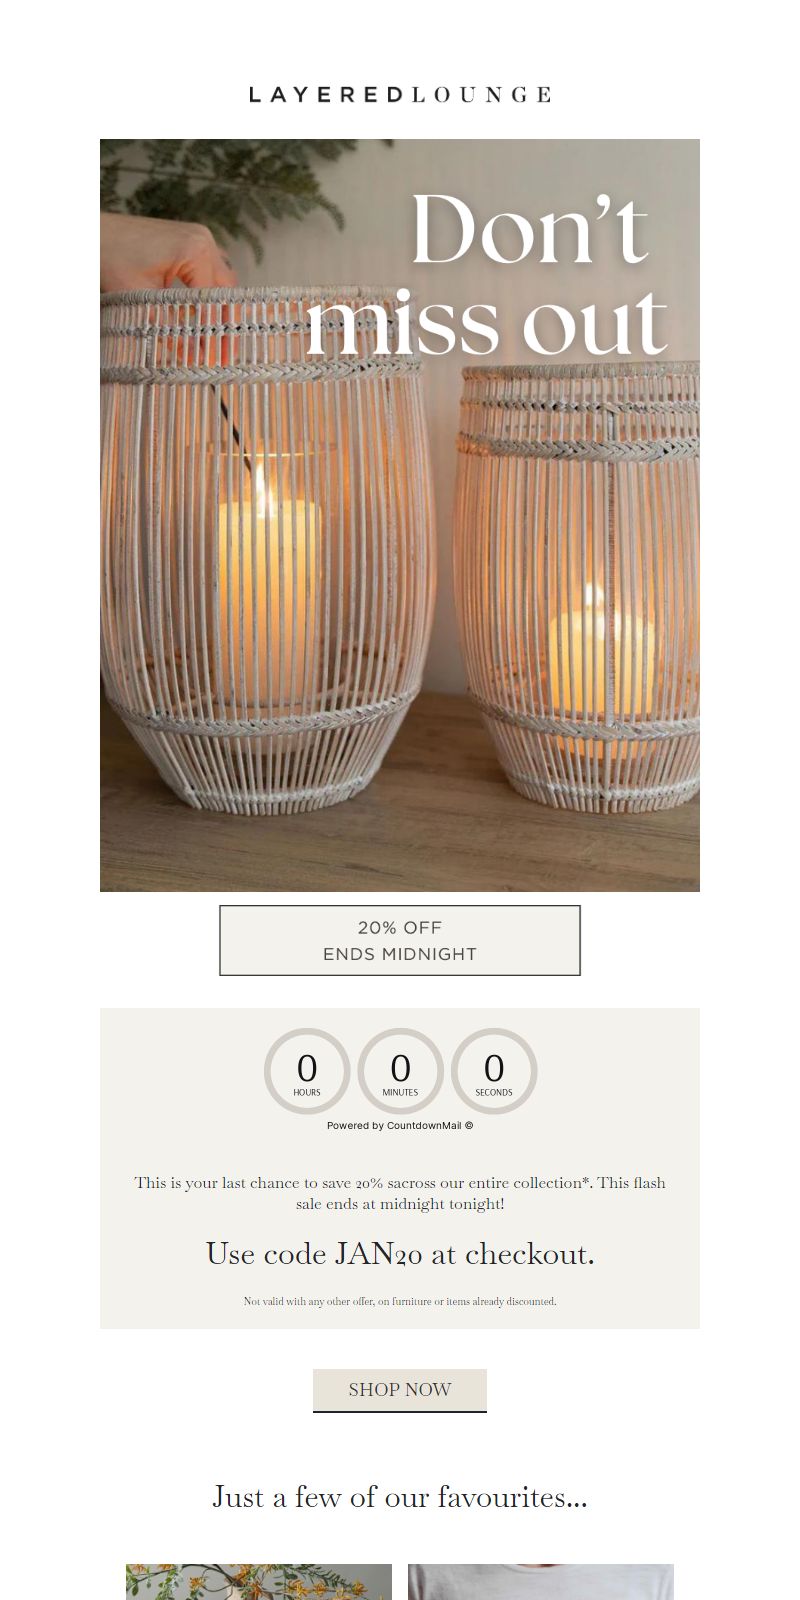 LAYEREDLOUNGE
Don't
miss out
20% OFF
ENDS MIDNIGHT
0 0 0
HOURS MINUTES SECONDS
Powered by CountdownMail ©
This is your last chance to save 20% sacross our entire collection*. This flash
sale ends at midnight tonight!
Use code JAN20 at checkout.
Not valid with any other offer, on furniture or items already discounted.
SHOP NOW
Just a few of our favourites...